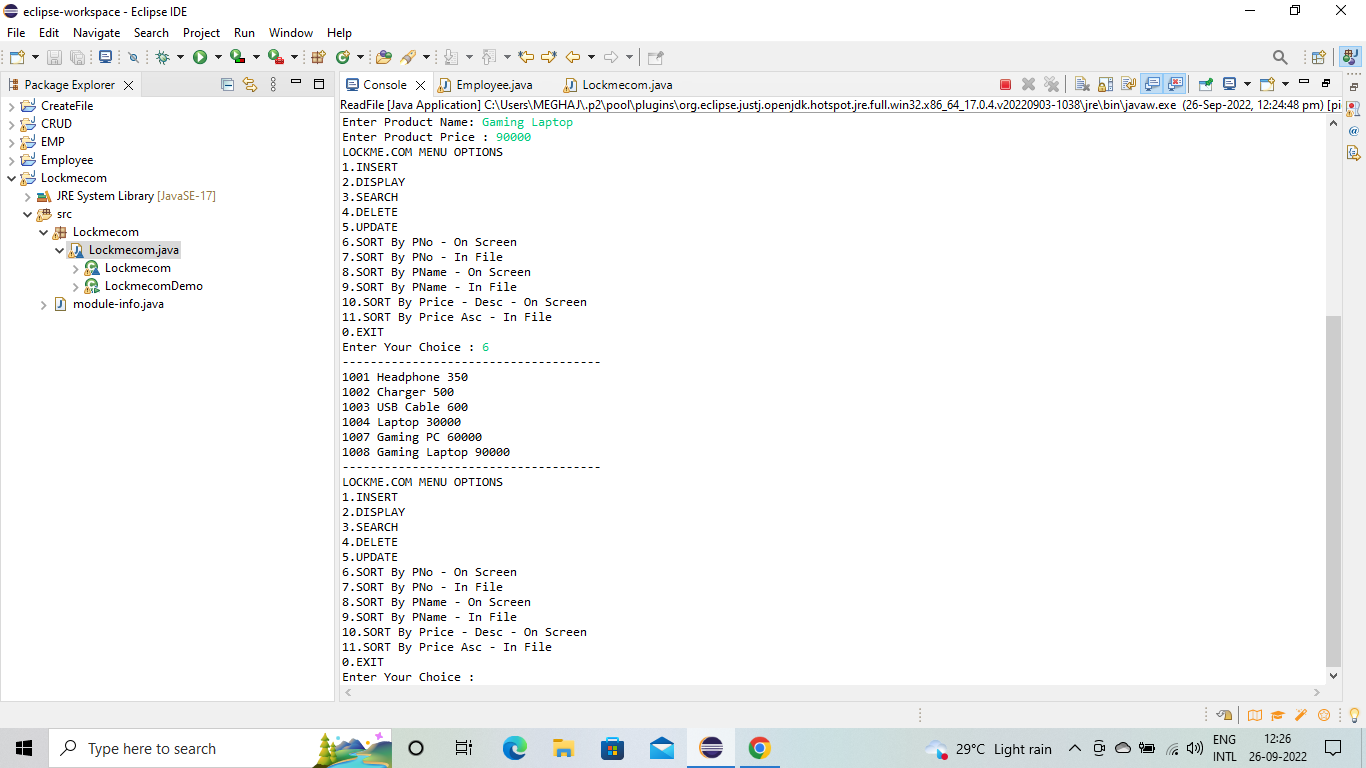 eclipse-workspace - Eclipse IDE
File Edit Navigate Search Project Run Window Help
Package Explorer
CreateFile
CRUD
EMP
Employee
Lockmecom
JRE System Library [JavaSE-17]
src
Lockmecom
Lockmecom.java
Lockmecom
LockmecomDemo
module-info.java
Console Employee.java Lockmecom.java
ReadFile [Java Application] C:\Users\MEGHAJ\.p2\pool\plugins\org.eclipse.justj.openjdk.hotspot.jre.full.win32.x86_64_17.0.4.v20220903-1038\jre\bin\javaw.exe (26-Sep-2022, 12:24:48 pm) [pi
Enter Product Name: Gaming Laptop
Enter Product Price : 90000
LOCKME.COM MENU OPTIONS
1.INSERT
2.DISPLAY
3.SEARCH
4.DELETE
5.UPDATE
6.SORT By PNo - On Screen
7.SORT By PNo - In File
8.SORT By PName - On Screen
9.SORT By PName - In File
10.SORT By Price - Desc - On Screen
11.SORT By Price Asc - In File
0.EXIT
Enter Your Choice : 6
-------------------------------------
1001 Headphone 350
1002 Charger 500
1003 USB Cable 600
1004 Laptop 30000
1007 Gaming PC 60000
1008 Gaming Laptop 90000
-------------------------------------
LOCKME.COM MENU OPTIONS
1.INSERT
2.DISPLAY
3.SEARCH
4.DELETE
5.UPDATE
6.SORT By PNo - On Screen
7.SORT By PNo - In File
8.SORT By PName - On Screen
9.SORT By PName - In File
10.SORT By Price - Desc - On Screen
11.SORT By Price Asc - In File
0.EXIT
Enter Your Choice :
Type here to search
29°C Light rain
ENG
INTL
12:26
26-09-2022